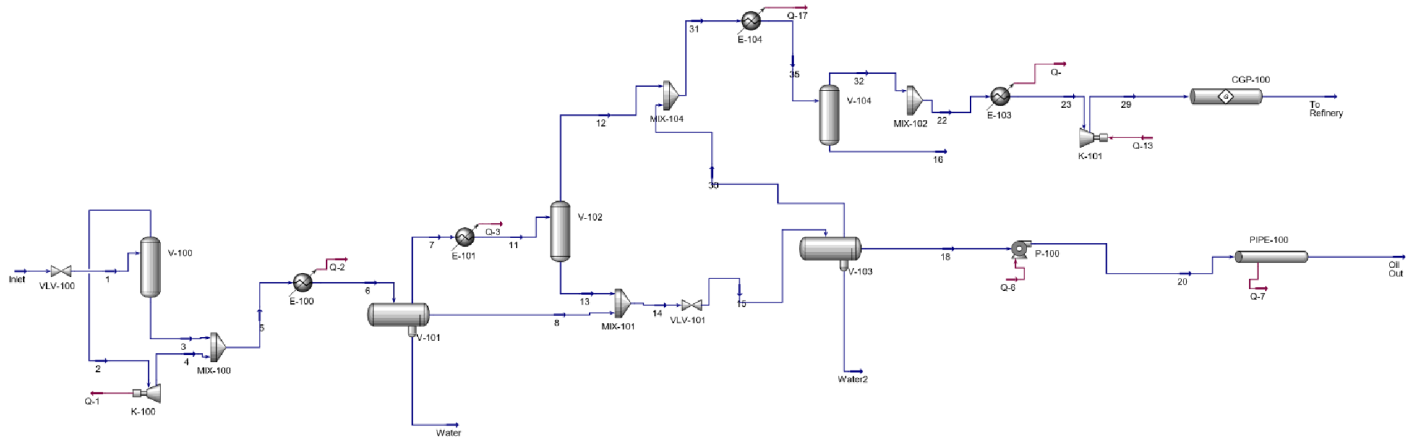 31
Q-17
E-104
35
32
V-104
MIX-102
22
Q-
E-103
23
29
CGP-100
To
Refinery
K-101
Q-13
16
12
MIX-104
30
7
Q-3
E-101
11
V-102
V-100
Inlet
VLV-100
1
Q-2
E-100
6
5
3
4
MIX-100
2
Q-1
K-100
V-101
Water
8
13
MIX-101
14
VLV-101
15
V-103
Water2
18
P-100
Q-6
20
PIPE-100
Q-7
Oil
Out